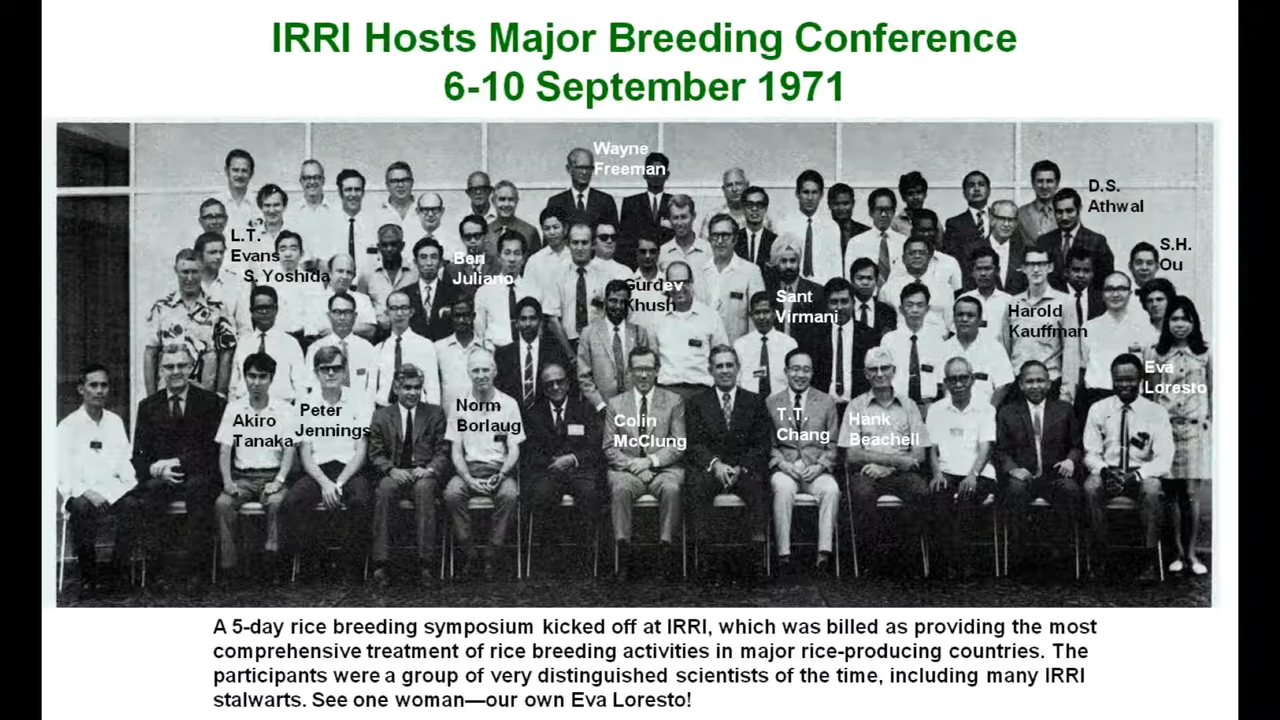 IRRI Hosts Major Breeding Conference
6-10 September 1971
Wayne
Freeman
D.S.
Athwal
L.T.
Evans
S. Yoshida
Ben
Juliano
S.H.
Ou
Gurdev
Khush
Sant
Virmani
Harold
Kauffman
Eva
Loresto
Akiro
Tanaka
Peter
Jennings
Norm
Borlaug
Colin
McClung
T.T.
Chang
Hank
Beachell
A 5-day rice breeding symposium kicked off at IRRI, which was billed as providing the most
comprehensive treatment of rice breeding activities in major rice-producing countries. The
participants were a group of very distinguished scientists of the time, including many IRRI
stalwarts. See one woman—our own Eva Loresto!